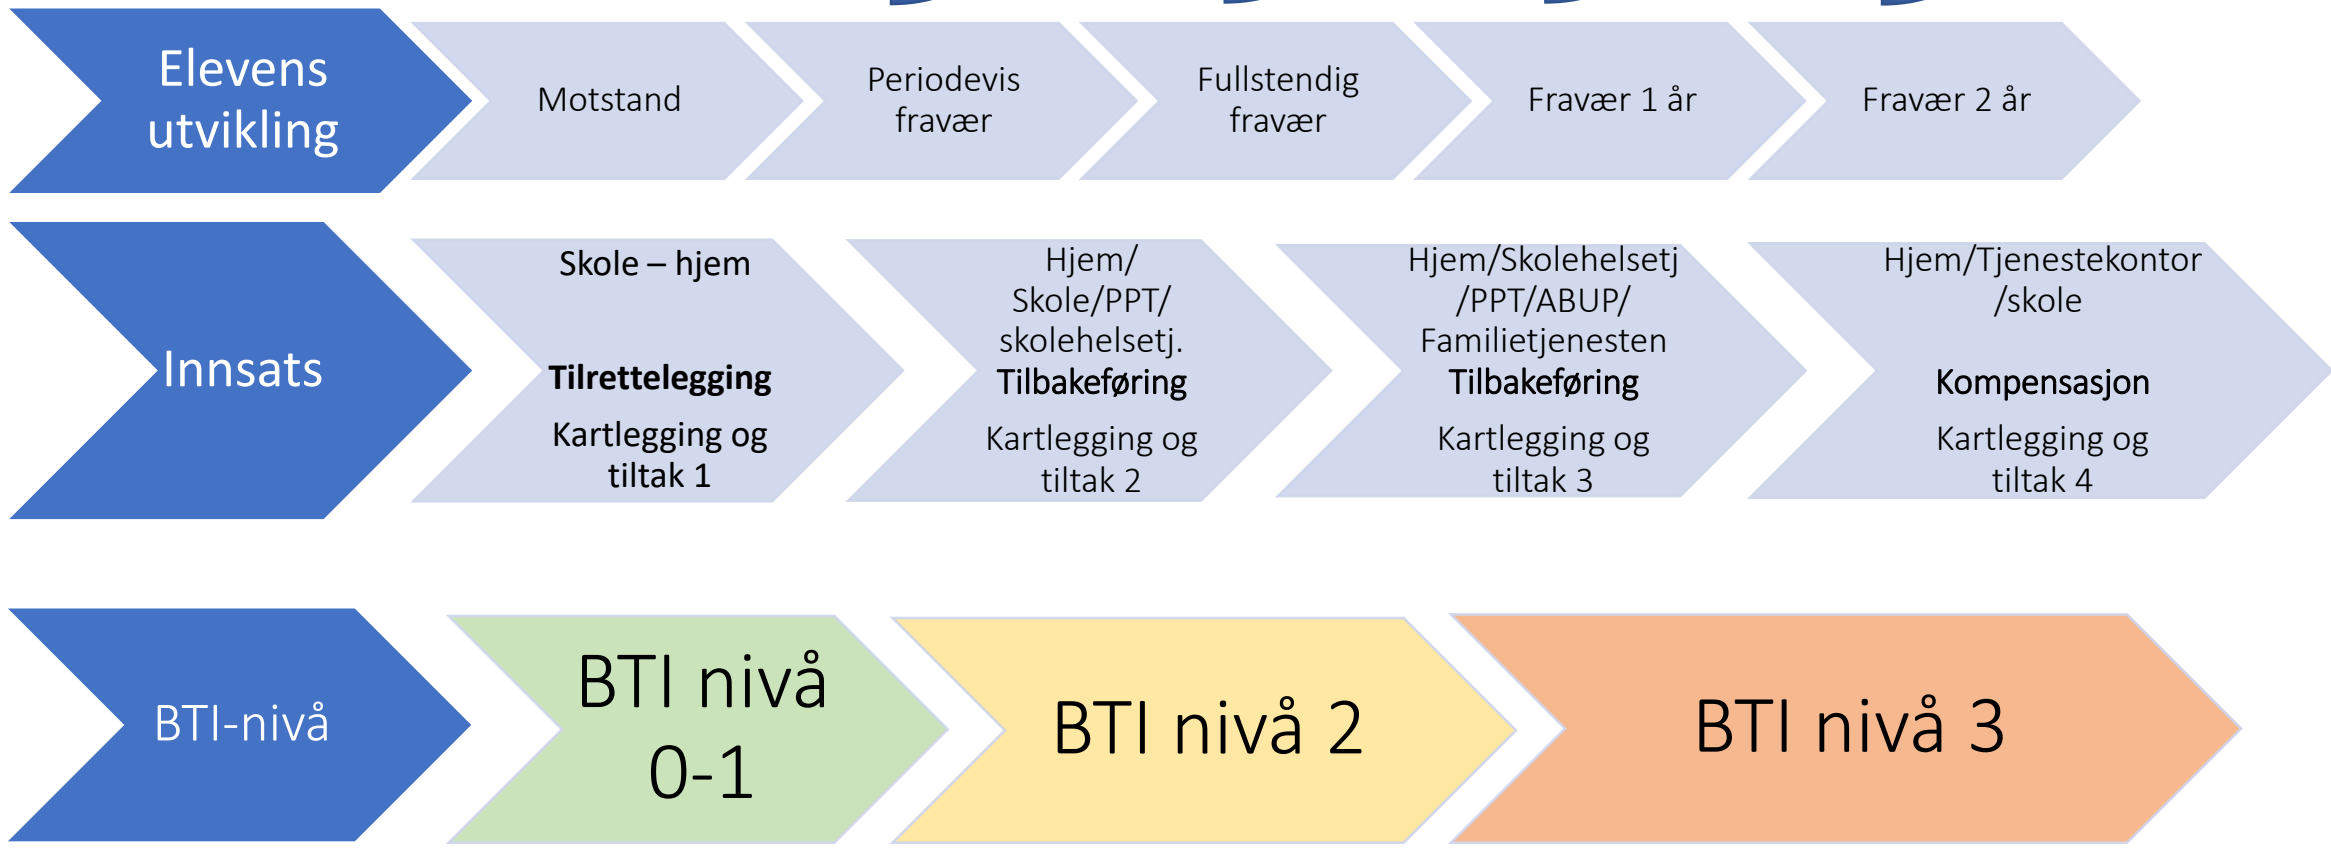 Elevens
utvikling
Motstand
Periodevis
fravær
Fullstendig
fravær
Fravær 1 år
Fravær 2 år
Innsats
Skole – hjem
Tilrettelegging
Kartlegging og
tiltak 1
Hjem/
Skole/PPT/
skolehelsetj.
Tilbakeføring
Kartlegging og
tiltak 2
Hjem/Skolehelsetj
/PPT/ABUP/
Familietjenesten
Tilbakeføring
Kartlegging og
tiltak 3
Hjem/Tjenestekontor
/skole
Kompensasjon
Kartlegging og
tiltak 4
BTI-nivå
BTI nivå
0-1
BTI nivå 2
BTI nivå 3